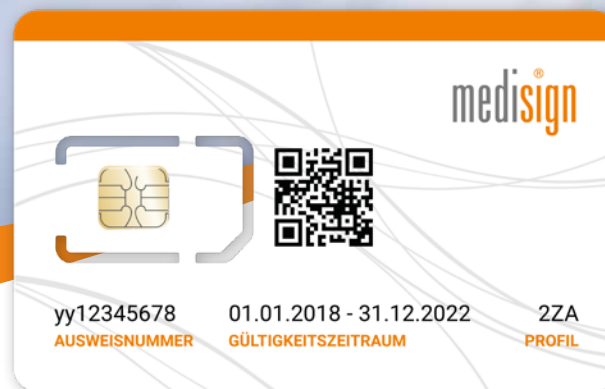 medisign®
yy12345678 01.01.2018 - 31.12.2022 2ZA
AUSWEISNUMMER GÜLTIGKEITSZEITRAUM PROFIL